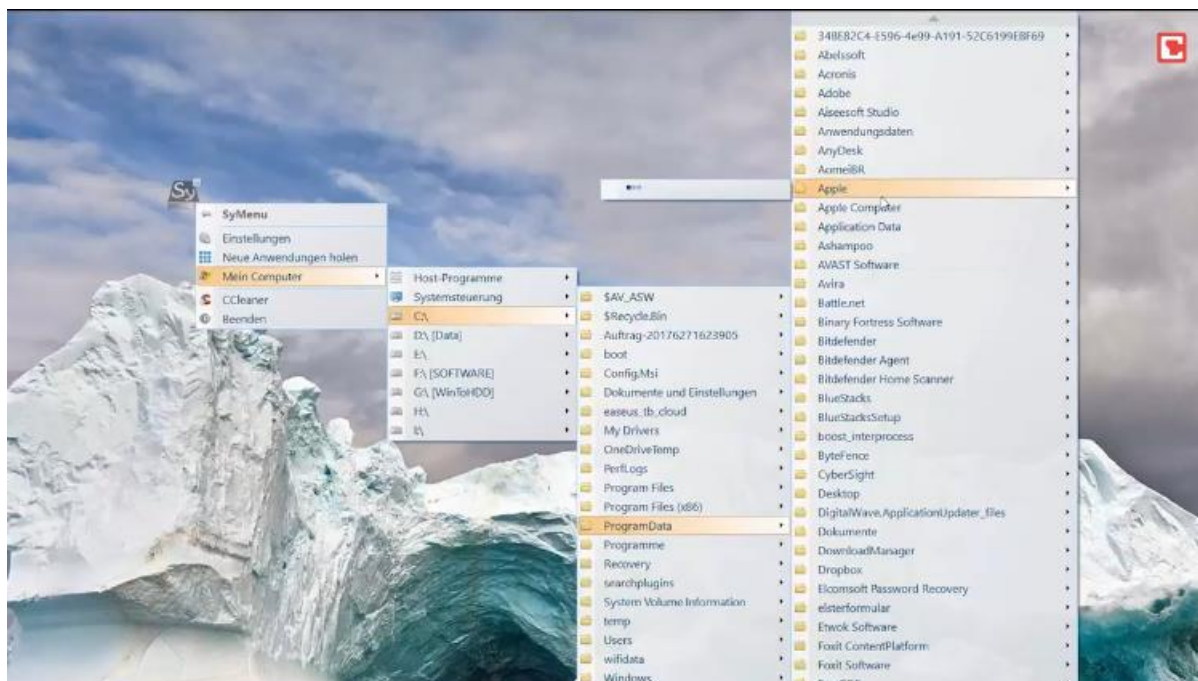 Sy
SyMenu
Einstellungen
Neue Anwendungen holen
Mein Computer
CCleaner
Beenden
Host-Programme
Systemsteuerung
C:\
D:\ [Data]
E:\
F:\ [SOFTWARE]
G:\ [WinToHDD]
H:\
I:\
$AV_ASW
$Recycle.Bin
Auftrag-20176271623905
boot
Config.Msi
Dokumente und Einstellungen
easeus_tb_cloud
My Drivers
OneDriveTemp
PerfLogs
Program Files
Program Files (x86)
ProgramData
Programme
Recovery
searchplugins
System Volume Information
temp
Users
wifidata
Windows
34BE82C4-E596-4e99-A191-52C6199EBF69
Abelssoft
Acronis
Adobe
Aiseesoft Studio
Anwendungsdaten
AnyDesk
AomeiBR
Apple
Apple Computer
Application Data
Ashampoo
AVAST Software
Avira
Battle.net
Binary Fortress Software
Bitdefender
Bitdefender Agent
Bitdefender Home Scanner
BlueStacks
BlueStacksSetup
boost_interprocess
ByteFence
CyberSight
Desktop
DigitalWave.ApplicationUpdater_files
Dokumente
DownloadManager
Dropbox
Elcomsoft Password Recovery
elsterformular
Etwok Software
Foxit ContentPlatform
Foxit Software